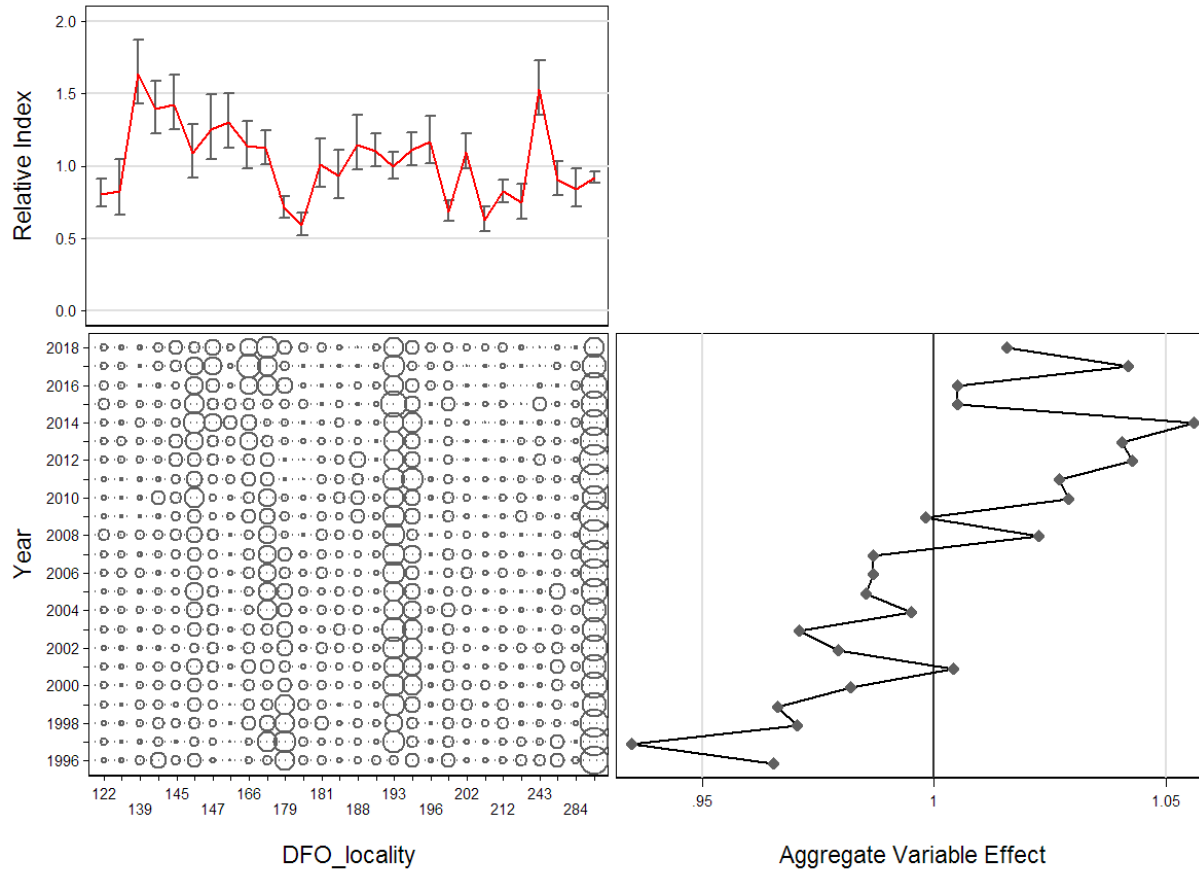 2.0
1.5
1.0
0.5
0.0
Relative Index
2018
2016
2014
2012
2010
2008
2006
2004
2002
2000
1998
1996
Year
122 145 166 181 193 202 243
139 147 179 188 196 212 284
DFO_locality
.95 1 1.05
Aggregate Variable Effect